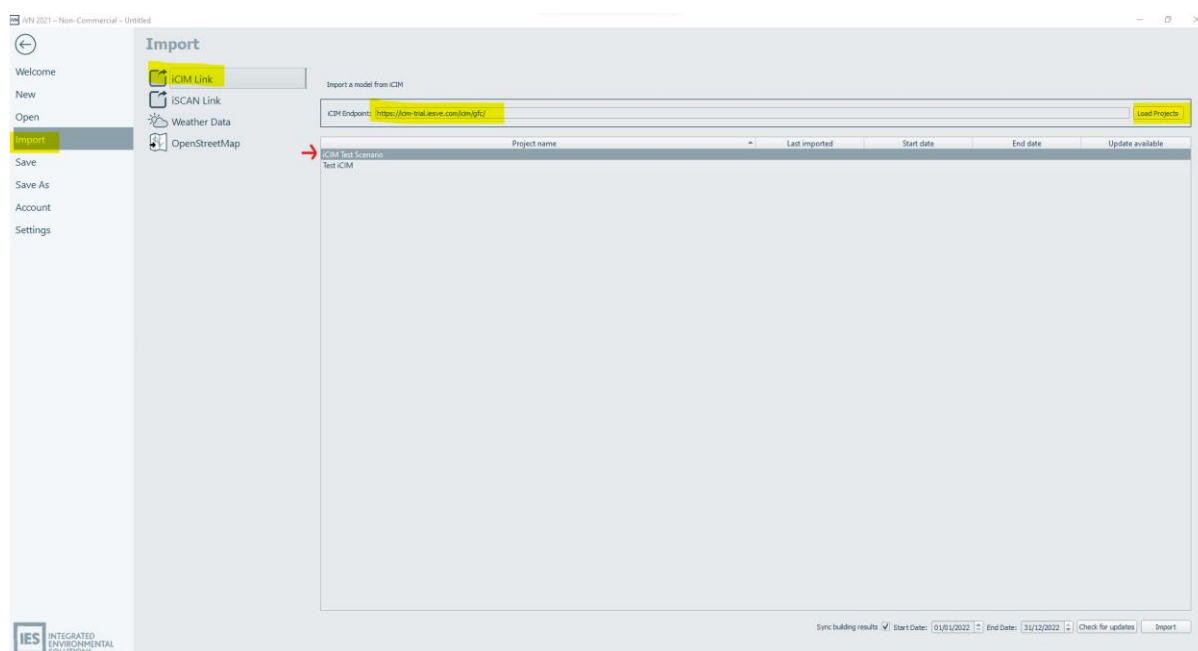 iVN 2021 – Non-Commercial – Untitled
Import
Welcome
New
Open
Import
Save
Save As
Account
Settings
iCIM Link
iSCAN Link
Weather Data
OpenStreetMap
Import a model from iCIM
iCIM Endpoint: https://icim-trial.iesve.com/icim/gfc/ Load Projects
Project name Last imported Start date End date Update available
iCIM Test Scenario
Test iCIM
Sync building results Start Date: 01/01/2022 End Date: 31/12/2022 Check for updates Import
IES INTEGRATED
ENVIRONMENTAL
SOLUTIONS